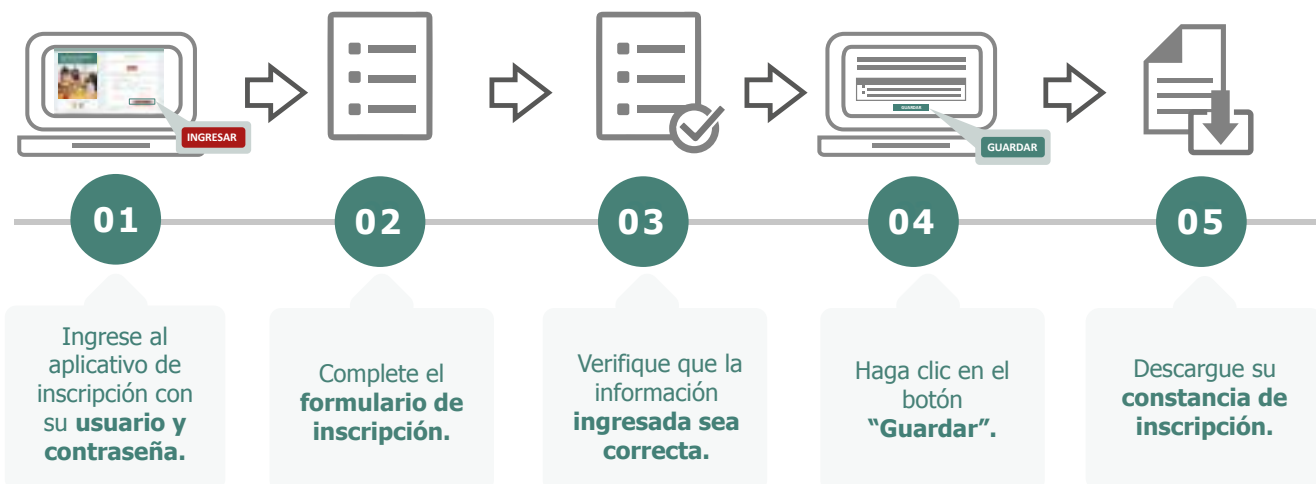 INGRESAR
GUARDAR
GUARDAR
01
02
03
04
05
Ingrese al
aplicativo de
inscripción con
su usuario y
contraseña.
Complete el
formulario de
inscripción.
Verifique que la
información
ingresada sea
correcta.
Haga clic en el
botón
“Guardar”.
Descargue su
constancia de
inscripción.